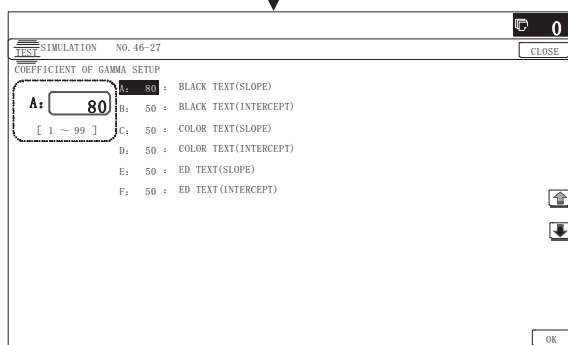 0
TEST SIMULATION NO.46-27
CLOSE
COEFFICIENT OF GAMMA SETUP
A: 80
[ 1 ~ 99 ]
A: 80 : BLACK TEXT(SLOPE)
B: 50 : BLACK TEXT(INTERCEPT)
C: 50 : COLOR TEXT(SLOPE)
D: 50 : COLOR TEXT(INTERCEPT)
E: 50 : ED TEXT(SLOPE)
F: 50 : ED TEXT(INTERCEPT)
OK